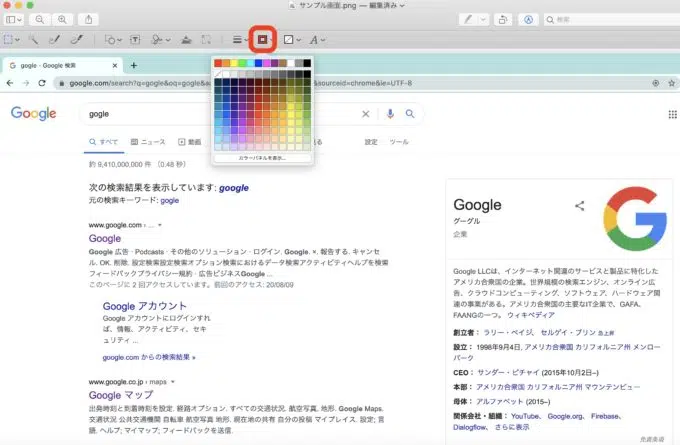 サンプル画面.png — 編集済み
検索
gogle - Google 検索
google.com/search?q=gogle&oq=gogle&a
&sourceid=chrome&ie=UTF-8
カラーパネルを表示...
Google
gogle
すべて
ニュース
動画
見る
設定
ツール
約 9,410,000,000 件 （0.48 秒）
次の検索結果を表示しています: google
元の検索キーワード: gogle
www.google.com › ...
Google
Google 広告 · Podcasts · その他のソリューション · ログイン. Google. ×. 報告する. キャンセ
ル. OK. 削除. 設定検索設定検索オプション検索におけるデータ検索アクティビティヘルプを検索
フィードバックプライバシー規約 · 広告ビジネスGoogle ...
このページに 2 回アクセスしています。前回のアクセス: 20/08/09
Google アカウント
Google アカウントにログインすれ
ば、情報、アクティビティ、セキ
ュリティ ...
google.com からの検索結果 »
www.google.co.jp › maps
Google マップ
出発時刻と到着時刻を設定. 経路オプション. すべての交通状況. 航空写真. 地形. Google Maps.
交通状況 公共交通機関 自転車 航空写真 地形. 現在地の共有 自分の投稿 マイプレイス. 設定; 言
語. ヘルプ; マイマップ; フィードバックを送信.
Google
グーグル
企業
Google LLCは、インターネット関連のサービスと製品に特化した
アメリカ合衆国の企業。世界規模の検索エンジン、オンライン広
告、クラウドコンピューティング、ソフトウェア、ハードウェア関連
の事業がある。アメリカ合衆国の主要なIT企業で、GAFA、
FAANGの一つ。 ウィキペディア
創立者： ラリー・ペイジ、 セルゲイ・ブリン 急上昇
設立： 1998年9月4日, アメリカ合衆国 カリフォルニア州 メンロー
パーク
CEO： サンダー・ピチャイ (2015年10月2日–)
本部： アメリカ合衆国 カリフォルニア州 マウンテンビュー
母体： アルファベット (2015–)
関係会社・組織： YouTube、 Google.org、 Firebase、
Dialogflow、 さらに表示
免責条項